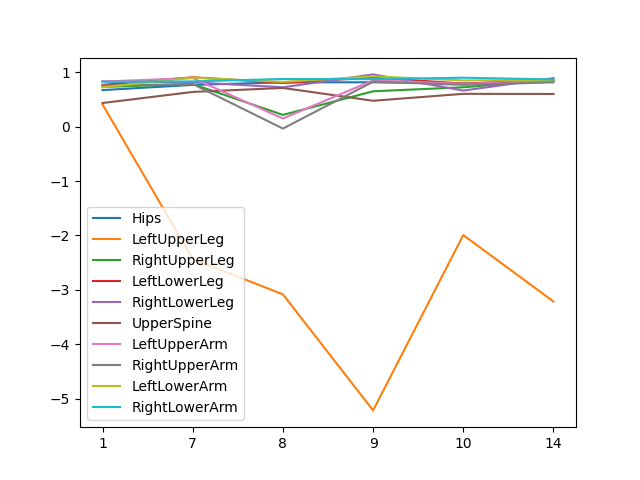 1
0
−1
−2
−3
−4
−5
Hips
LeftUpperLeg
RightUpperLeg
LeftLowerLeg
RightLowerLeg
UpperSpine
LeftUpperArm
RightUpperArm
LeftLowerArm
RightLowerArm
1 7 8 9 10 14